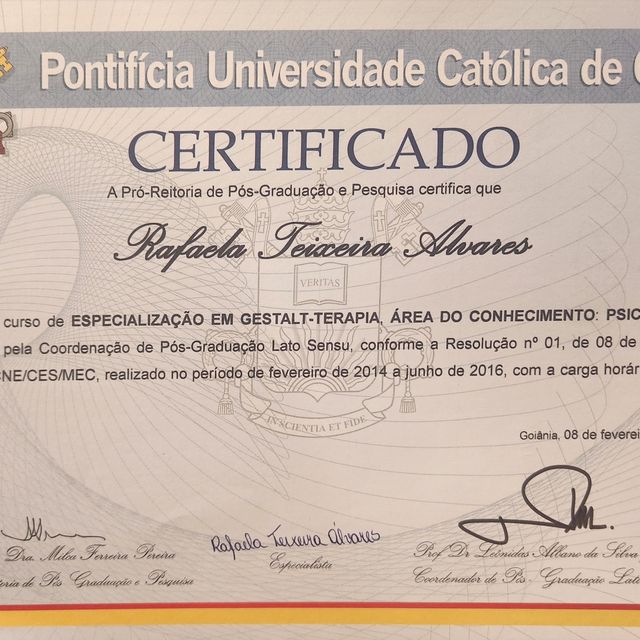 Pontifícia Universidade Católica de G
CERTIFICADO
A Pró-Reitoria de Pós-Graduação e Pesquisa certifica que
Rafaela Teixeira Alvares
curso de ESPECIALIZAÇÃO EM GESTALT-TERAPIA, ÁREA DO CONHECIMENTO: PSIC
pela Coordenação de Pós-Graduação Lato Sensu, conforme a Resolução nº 01, de 08 de
CNE/CES/MEC, realizado no período de fevereiro de 2014 a junho de 2016, com a carga horár
VERITAS
IN SCIENTIA ET FIDE
Goiânia, 08 de fevereir
Rafaela Teixeira Álvares
Dra. Milca Ferreira Pereira
Especialista
Prof. Dr. Leônidas Albano da Silva
toria de Pós Graduação e Pesquisa
Coordenador de Pós - Graduação Lat